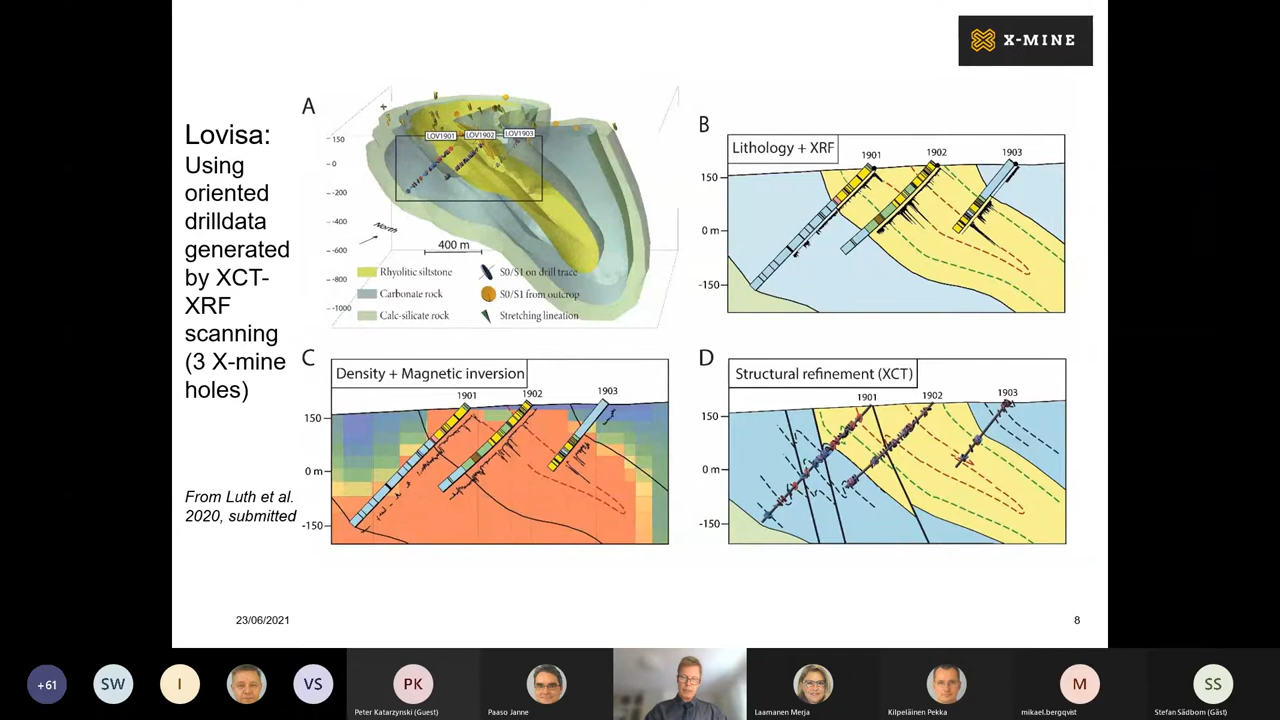 X-MINE
Lovisa:
Using
oriented
drilldata
generated
by XCT-
XRF
scanning
(3 X-mine
holes)
From Luth et al.
2020, submitted
A
150
0
-200
-400
-600
-800
-1000
LOV1901
LOV1902
LOV1903
North
400 m
Rhyolitic siltstone
Carbonate rock
Calc-silicate rock
S0/S1 on drill trace
S0/S1 from outcrop
Stretching lineation
B
Lithology + XRF
1901
1902
1903
150
0 m
-150
C
Density + Magnetic inversion
1901
1902
1903
150
0 m
-150
D
Structural refinement (XCT)
1901
1902
1903
150
0 m
-150
23/06/2021
8
+61
SW
I
VS
PK
Peter Katarzynski (Guest)
Paaso Janne
Laamanen Merja
Kilpeläinen Pekka
M
mikael.bergqvist
SS
Stefan Sädbom (Gäst)